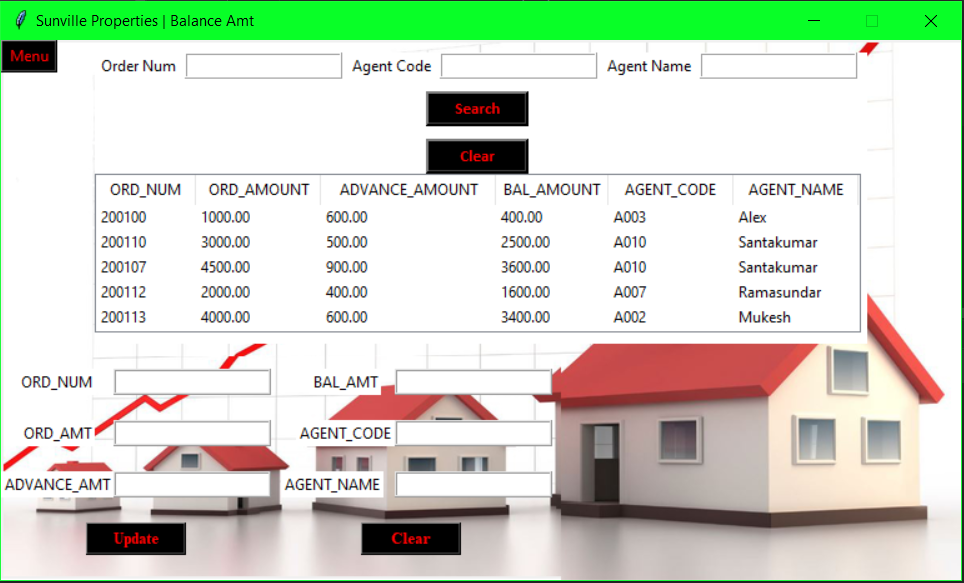 Sunville Properties | Balance Amt
Menu
Order Num Agent Code Agent Name
Search
Clear
ORD_NUM ORD_AMOUNT ADVANCE_AMOUNT BAL_AMOUNT AGENT_CODE AGENT_NAME
200100 1000.00 600.00 400.00 A003 Alex
200110 3000.00 500.00 2500.00 A010 Santakumar
200107 4500.00 900.00 3600.00 A010 Santakumar
200112 2000.00 400.00 1600.00 A007 Ramasundar
200113 4000.00 600.00 3400.00 A002 Mukesh
ORD_NUM BAL_AMT
ORD_AMT AGENT_CODE
ADVANCE_AMT AGENT_NAME
Update Clear